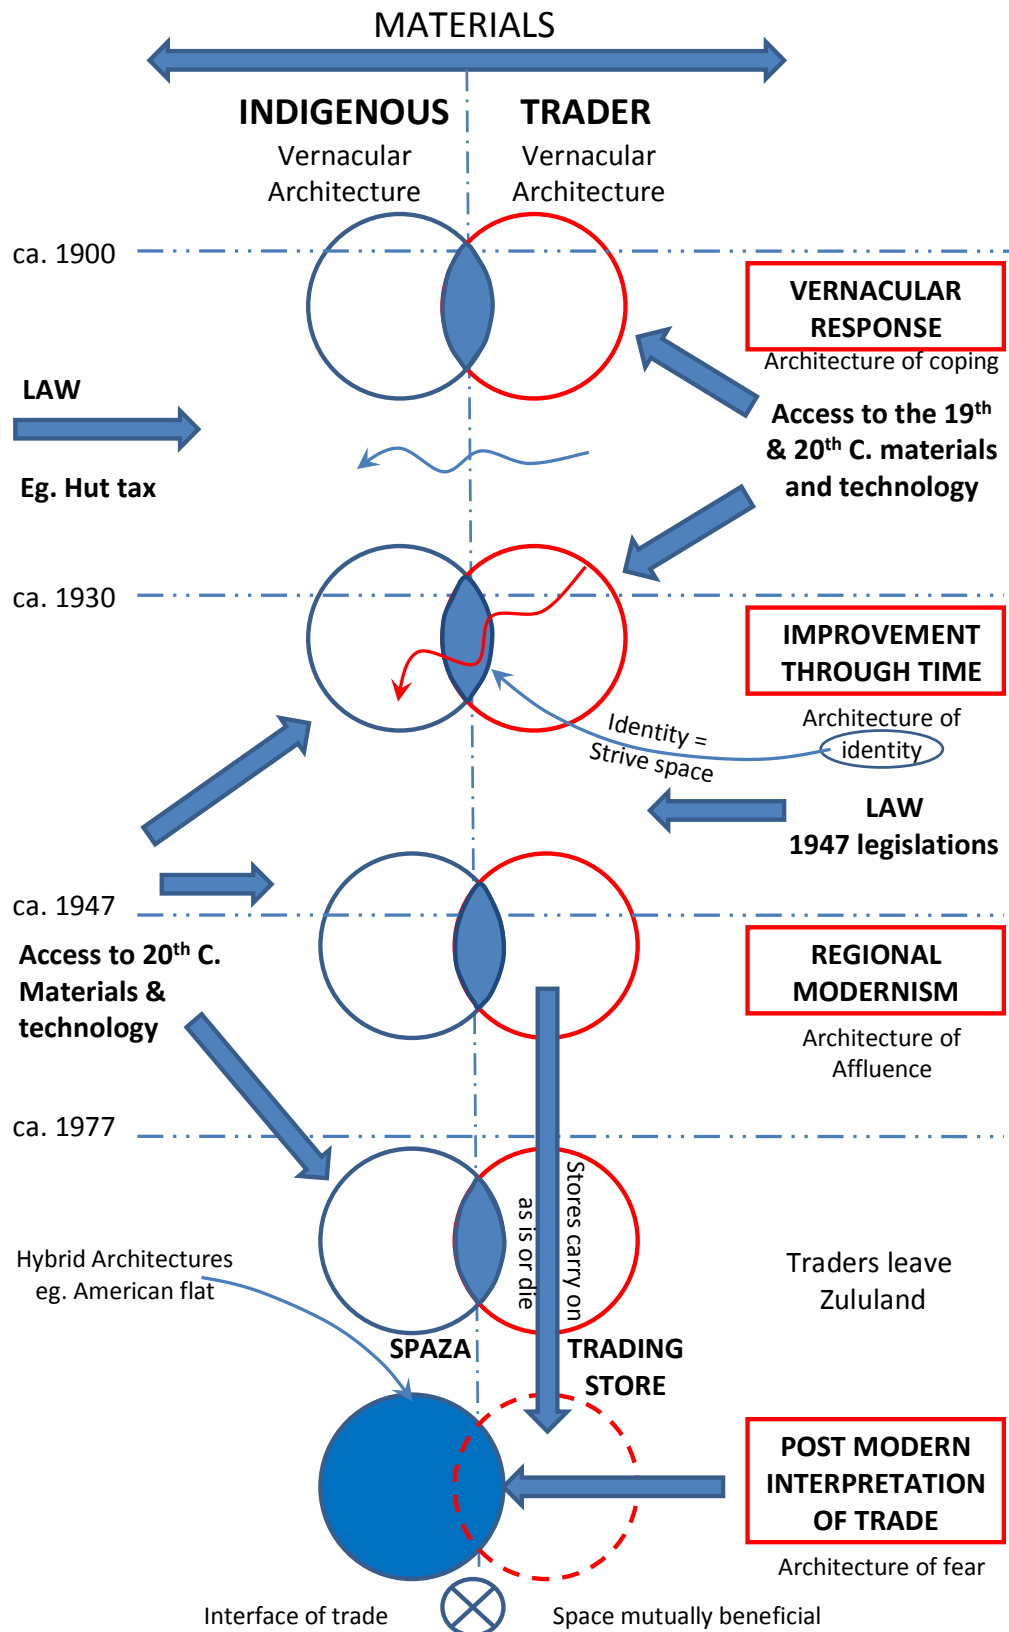 MATERIALS
INDIGENOUS
Vernacular
Architecture
TRADER
Vernacular
Architecture
ca. 1900
VERNACULAR
RESPONSE
Architecture of coping
LAW
Eg. Hut tax
Access to the 19th
& 20th C. materials
and technology
ca. 1930
IMPROVEMENT
THROUGH TIME
Architecture of
identity
Identity =
Strive space
LAW
1947 legislations
ca. 1947
Access to 20th C.
Materials &
technology
REGIONAL
MODERNISM
Architecture of
Affluence
ca. 1977
Stores carry on
as is or die
Hybrid Architectures
eg. American flat
Traders leave
Zululand
SPAZA
TRADING
STORE
POST MODERN
INTERPRETATION
OF TRADE
Architecture of fear
Interface of trade
Space mutually beneficial